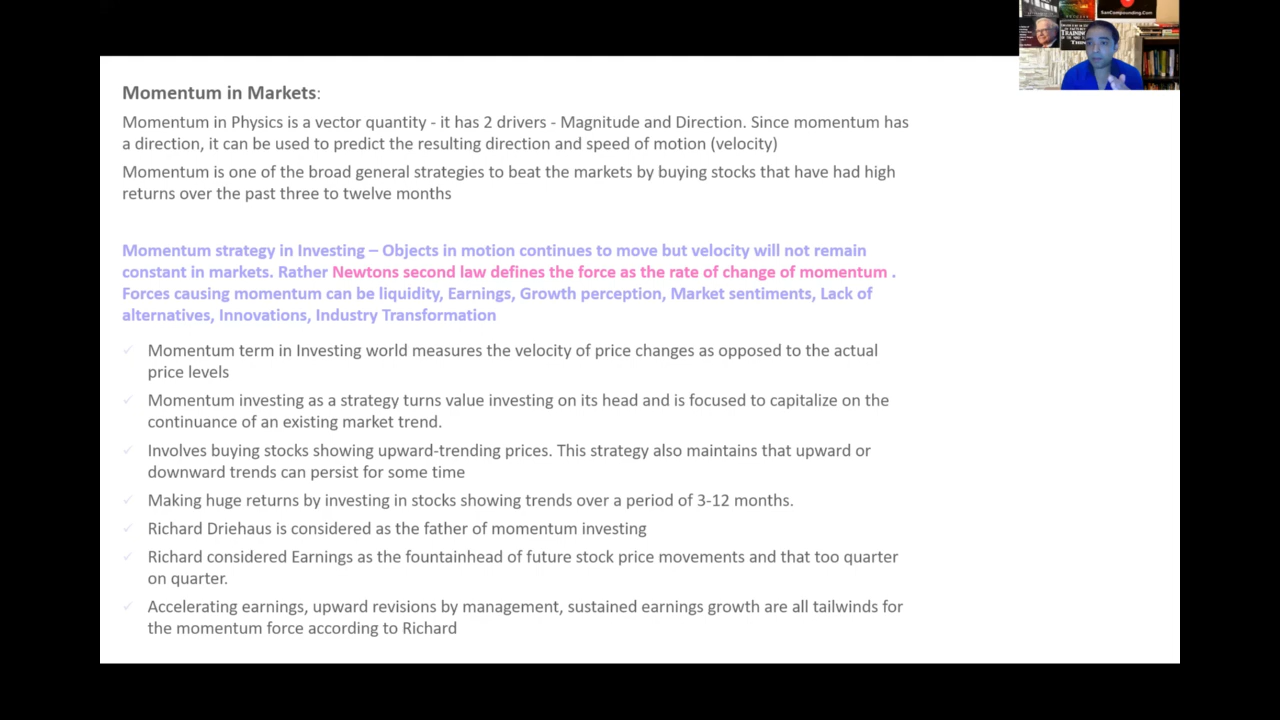 SanCompounding.Com
TRAINING
THINK
Momentum in Markets:
Momentum in Physics is a vector quantity - it has 2 drivers - Magnitude and Direction. Since momentum has
a direction, it can be used to predict the resulting direction and speed of motion (velocity)
Momentum is one of the broad general strategies to beat the markets by buying stocks that have had high
returns over the past three to twelve months
Momentum strategy in Investing – Objects in motion continues to move but velocity will not remain
constant in markets. Rather Newtons second law defines the force as the rate of change of momentum .
Forces causing momentum can be liquidity, Earnings, Growth perception, Market sentiments, Lack of
alternatives, Innovations, Industry Transformation
Momentum term in Investing world measures the velocity of price changes as opposed to the actual
price levels
Momentum investing as a strategy turns value investing on its head and is focused to capitalize on the
continuance of an existing market trend.
Involves buying stocks showing upward-trending prices. This strategy also maintains that upward or
downward trends can persist for some time
Making huge returns by investing in stocks showing trends over a period of 3-12 months.
Richard Driehaus is considered as the father of momentum investing
Richard considered Earnings as the fountainhead of future stock price movements and that too quarter
on quarter.
Accelerating earnings, upward revisions by management, sustained earnings growth are all tailwinds for
the momentum force according to Richard